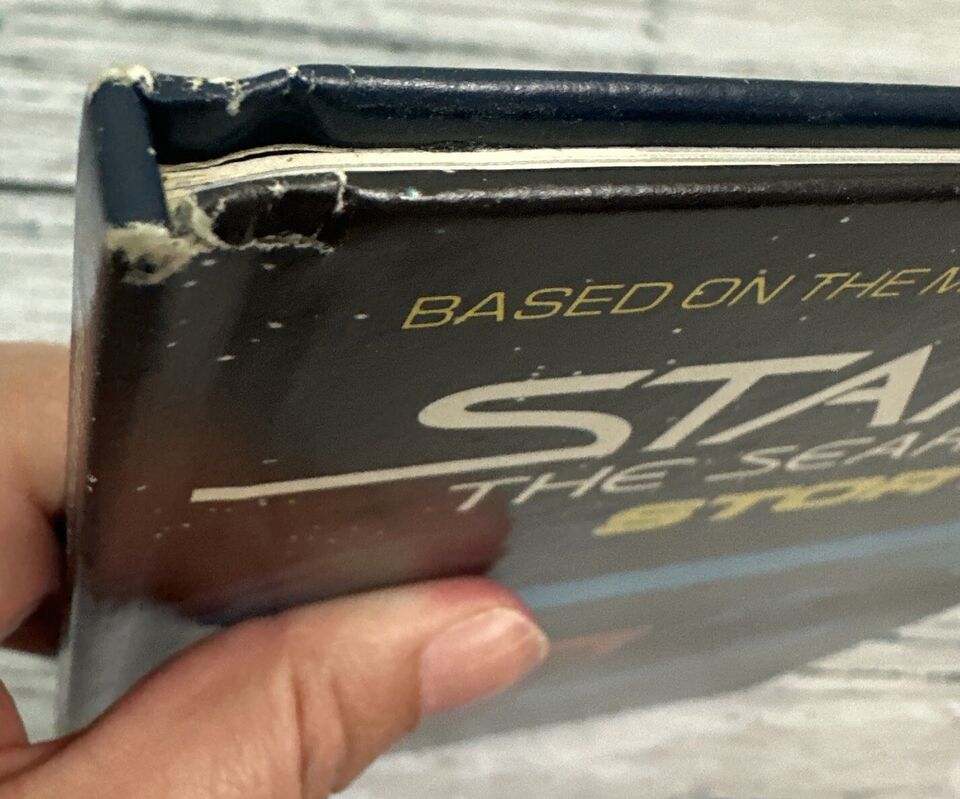 BASED ON THE M
STA
THE SEAR
STOR